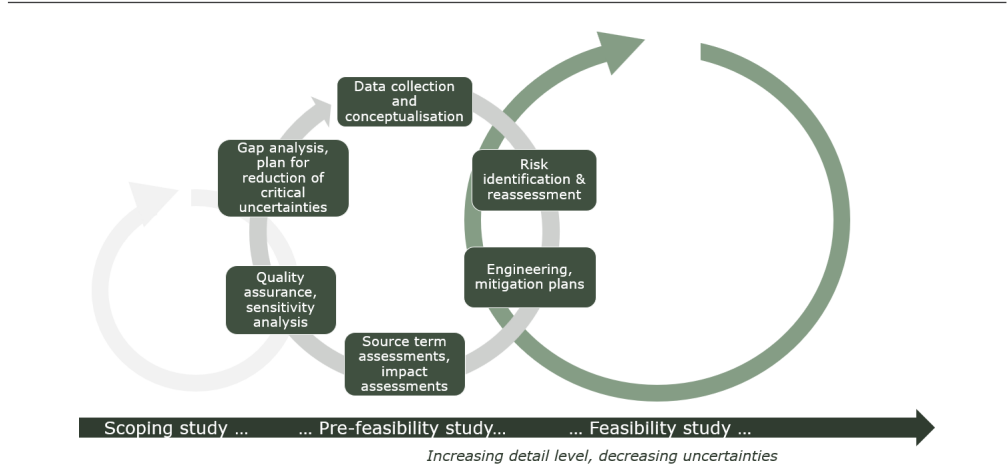 Data collection
and
conceptualisation
Risk
identification &
reassessment
Engineering,
mitigation plans
Source term
assessments,
impact
assessments
Quality
assurance,
sensitivity
analysis
Gap analysis,
plan for
reduction of
critical
uncertainties
Scoping study ...
... Pre-feasibility study...
... Feasibility study ...
Increasing detail level, decreasing uncertainties